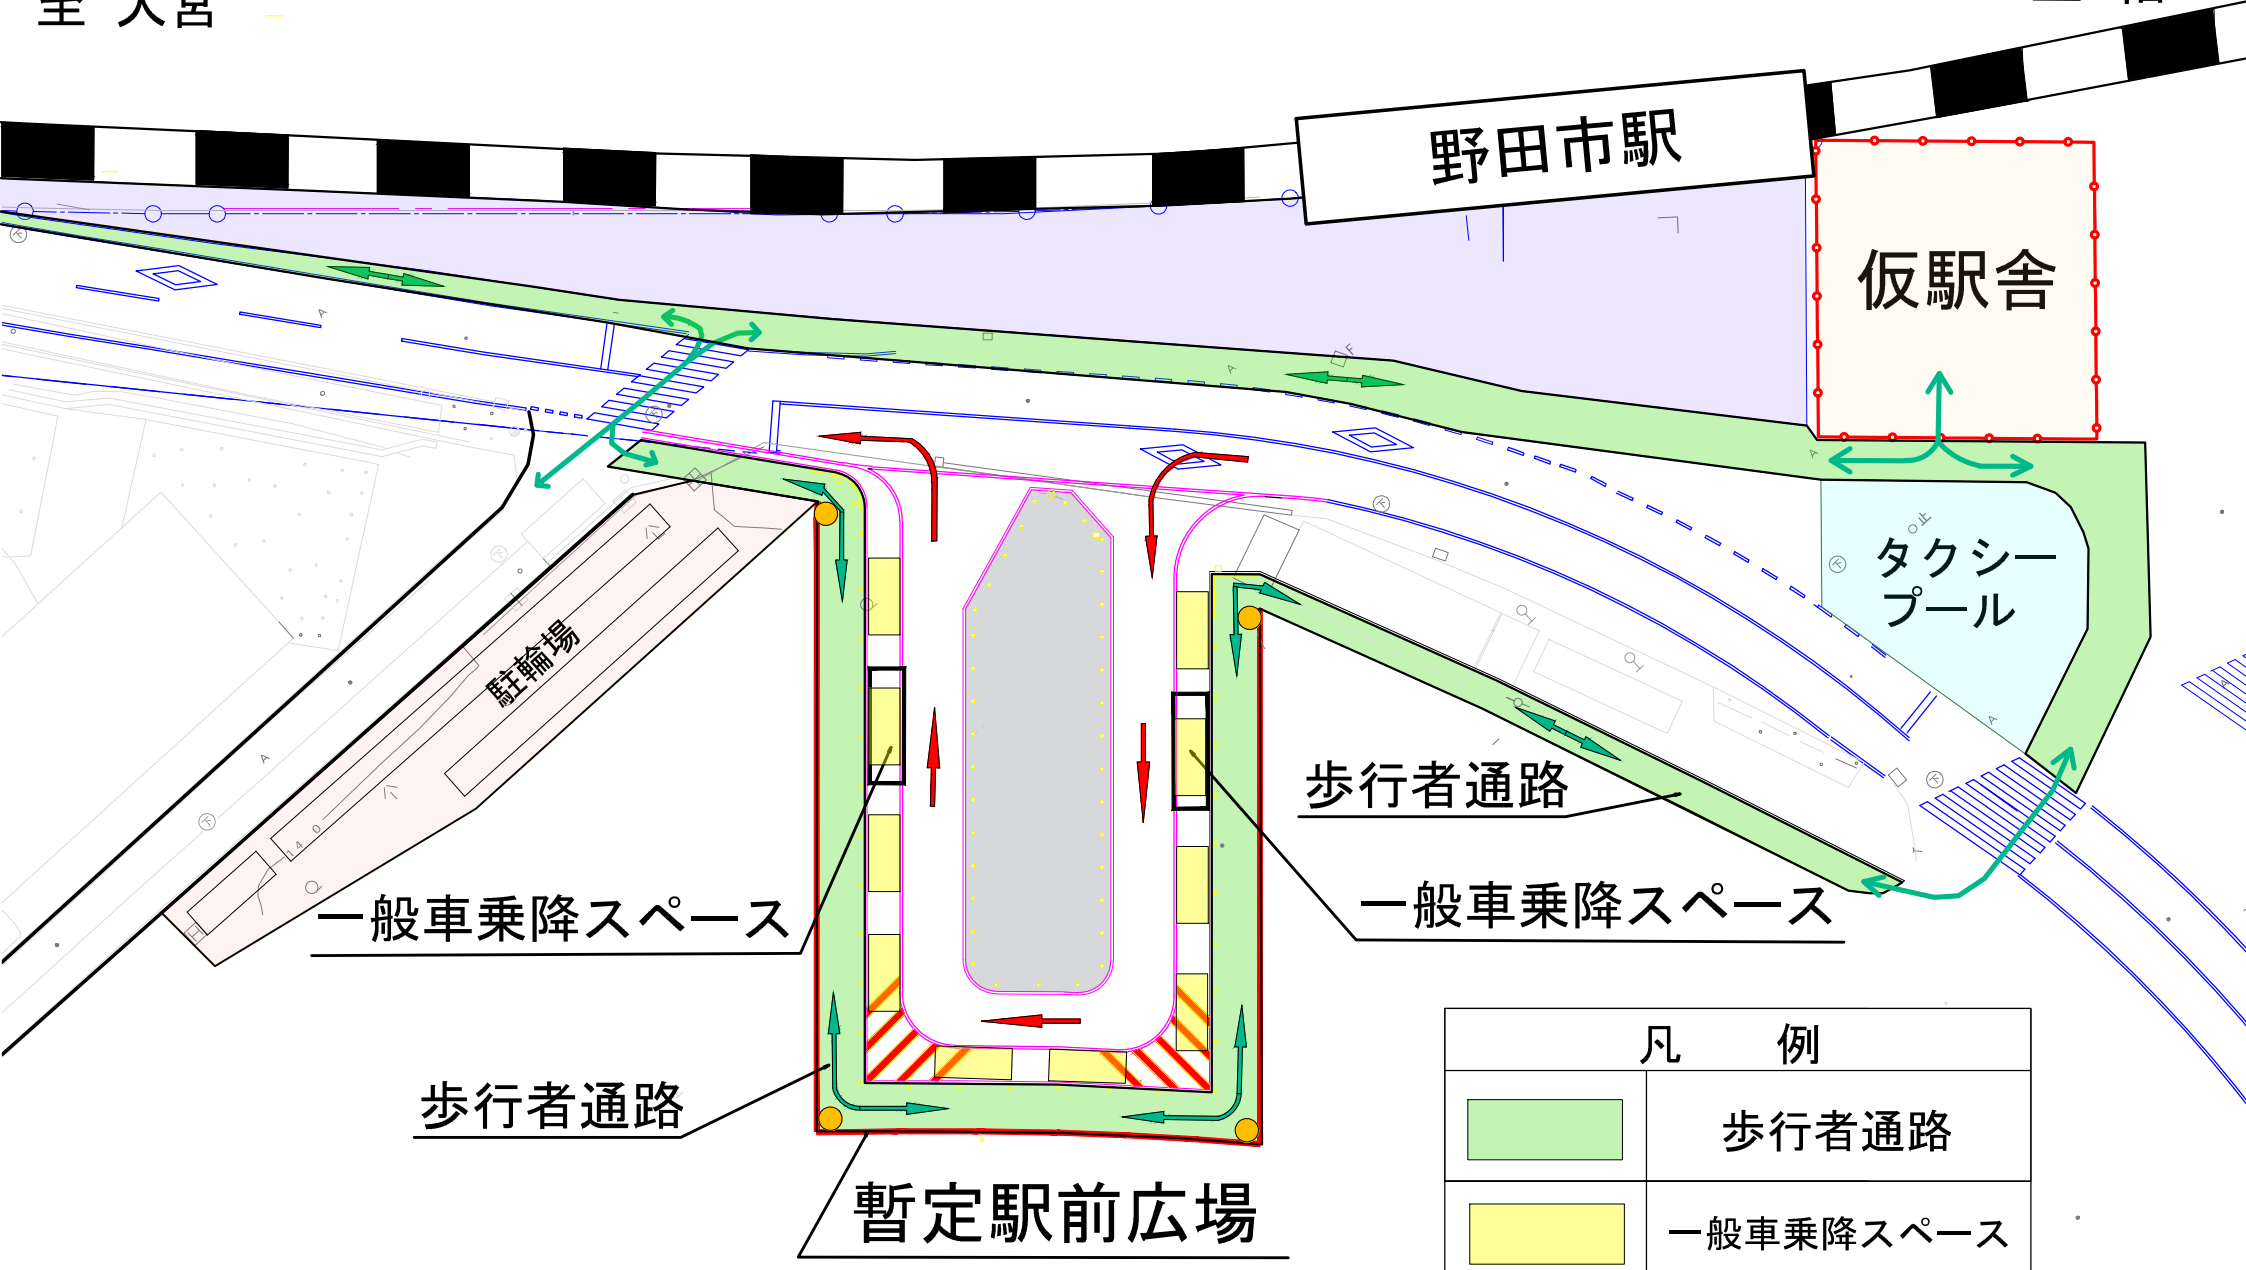 至 大宮
野田市駅
仮駅舎
タクシー
プール
駐輪場
歩行者通路
一般車乗降スペース
一般車乗降スペース
歩行者通路
暫定駅前広場
凡 例
歩行者通路
一般車乗降スペース